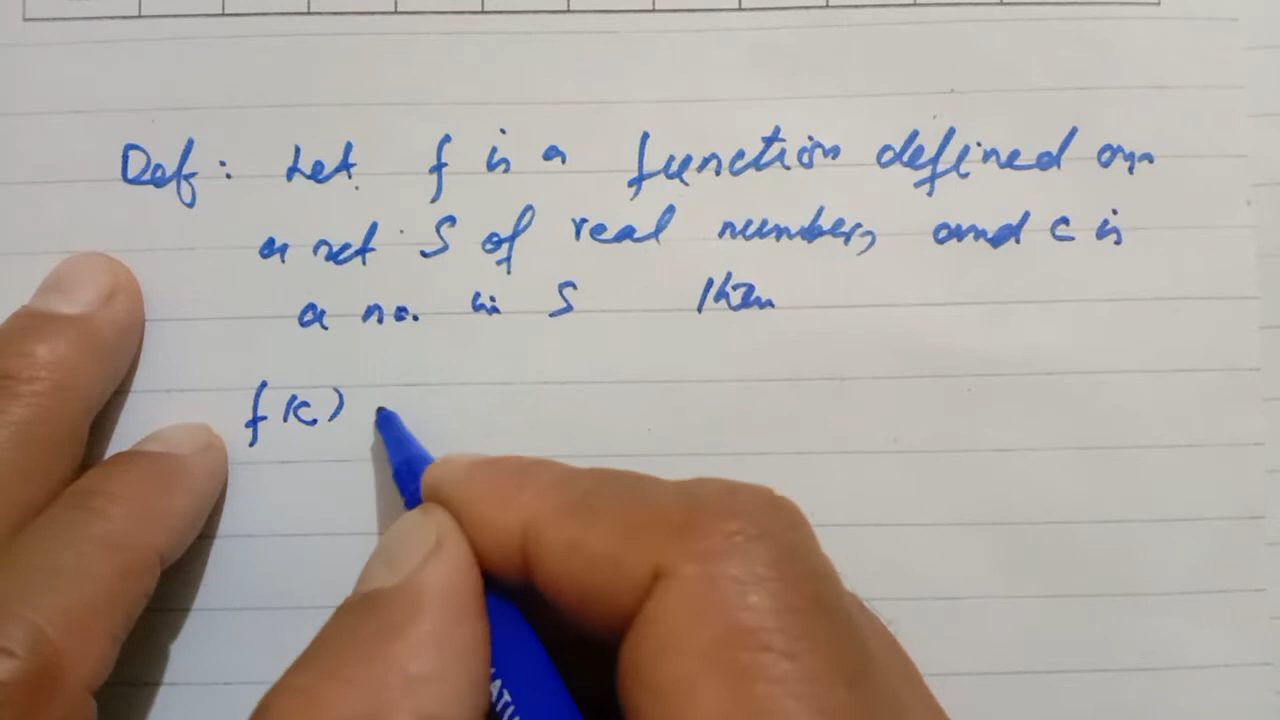 Def: Let f is a function defined on
a set S of real numbers, and c is
a no. in S then
f(c)